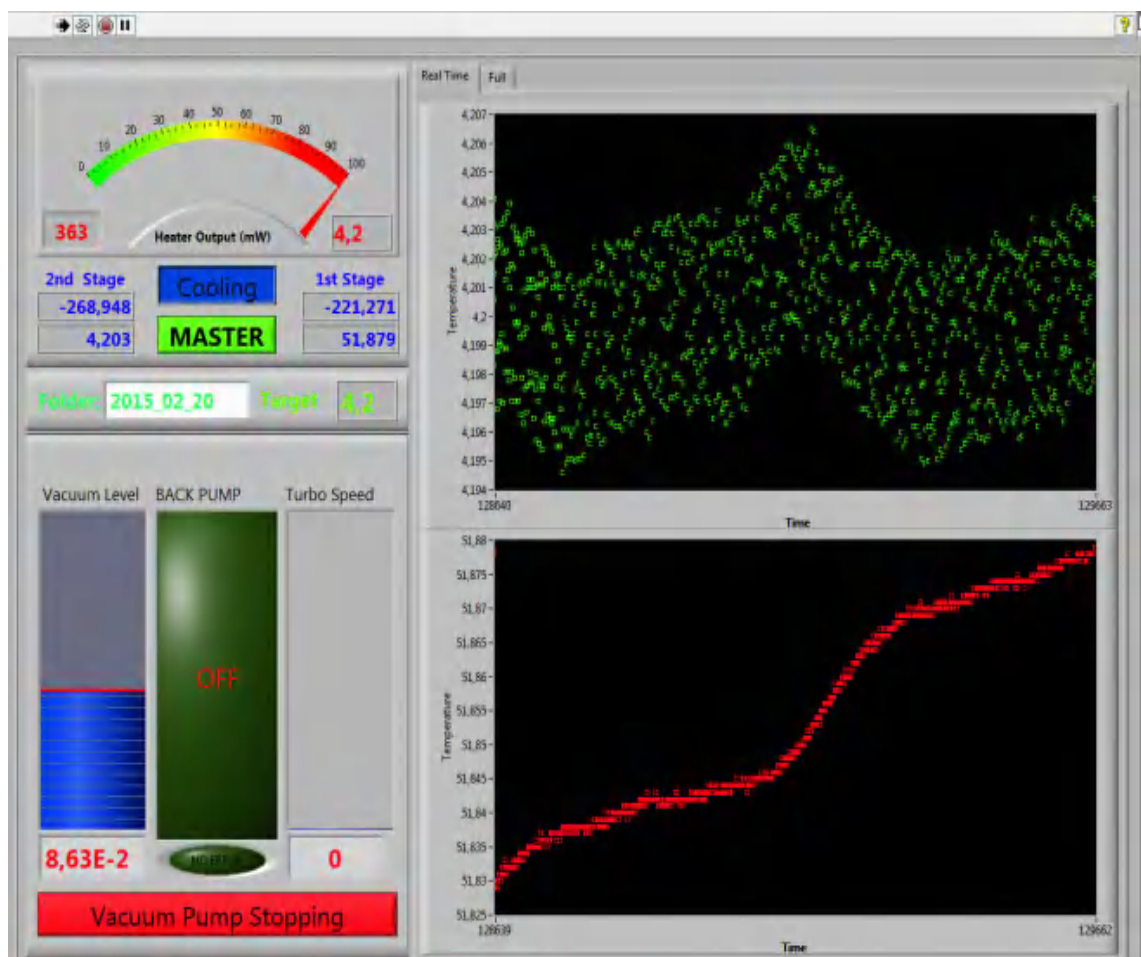 ?
0 10 20 30 40 50 60 70 80 90 100
363
Heater Output (mW)
4,2
2nd Stage
-268,948
4,203
Cooling
MASTER
1st Stage
-221,271
51,879
Folder: 2015_02_20 Target 4,2
Vacuum Level BACK PUMP Turbo Speed
OFF
8,63E-2
0
Vacuum Pump Stopping
Real Time Full
4,207
4,206
4,205
4,204
4,203
4,202
4,201
4,2
4,199
4,198
4,197
4,196
4,195
4,194
Temperature
128640 129663
Time
51,88
51,875
51,87
51,865
51,86
51,855
51,85
51,845
51,84
51,835
51,83
51,825
Temperature
128639 129662
Time